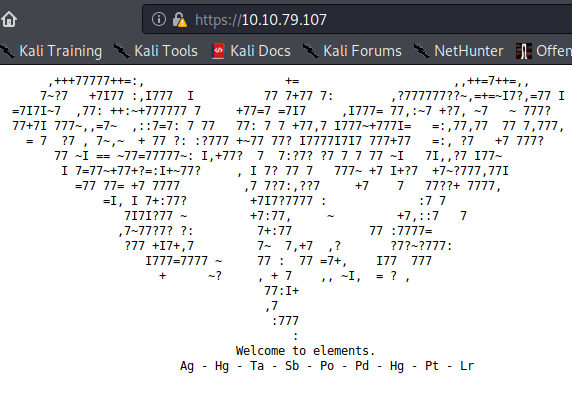 https://10.10.79.107
Kali Training Kali Tools Kali Docs Kali Forums NetHunter Offen
,+++77777++=:, += ,,++=7++=,,
7~?7 +7I77 :,I777 I 77 7+77 7: ,?777777??~,=+=~I7?,=77 I
=7I7I~7 ,77: ++:~+777777 7 +77=7 =7I7 ,I777= 77,:~7 +?7, ~7 ~ 777?
77+7I 777~,,=7~ ,::7=7: 7 77 77: 7 7 +77,7 I777~+777I= =:,77,77 77 7,777,
= 7 ?7 , 7~,~ + 77 ?: :?777 +~77 77? I7777I7I7 777+77 =:, ?7 +7 777?
77 ~I == ~77=77777~: I,+77? 7 7:?7? ?7 7 7 77 ~I 7I,,?7 I77~
I 7=77~+77+?=:I+~77? , I 7? 77 7 777~ +7 I+?7 +7~?777,77I
=77 77= +7 7777 ,7 7?7:,??7 +7 7 77??+ 7777,
=I, I 7+:77? +7I7?7777 : :7 7
7I7I?77 ~ +7:77, ~ +7,::7 7
,7~77?7? ?: 7+:77 77 :7777=
?77 +I7+,7 7~ 7,+7 ,? ?7?~?777:
I777=7777 ~ 77 : 77 =7+, I77 777
+ ~? , + 7 ,, ~I, = ? ,
77:I+
,7
:777
:
Welcome to elements.
Ag - Hg - Ta - Sb - Po - Pd - Hg - Pt - Lr